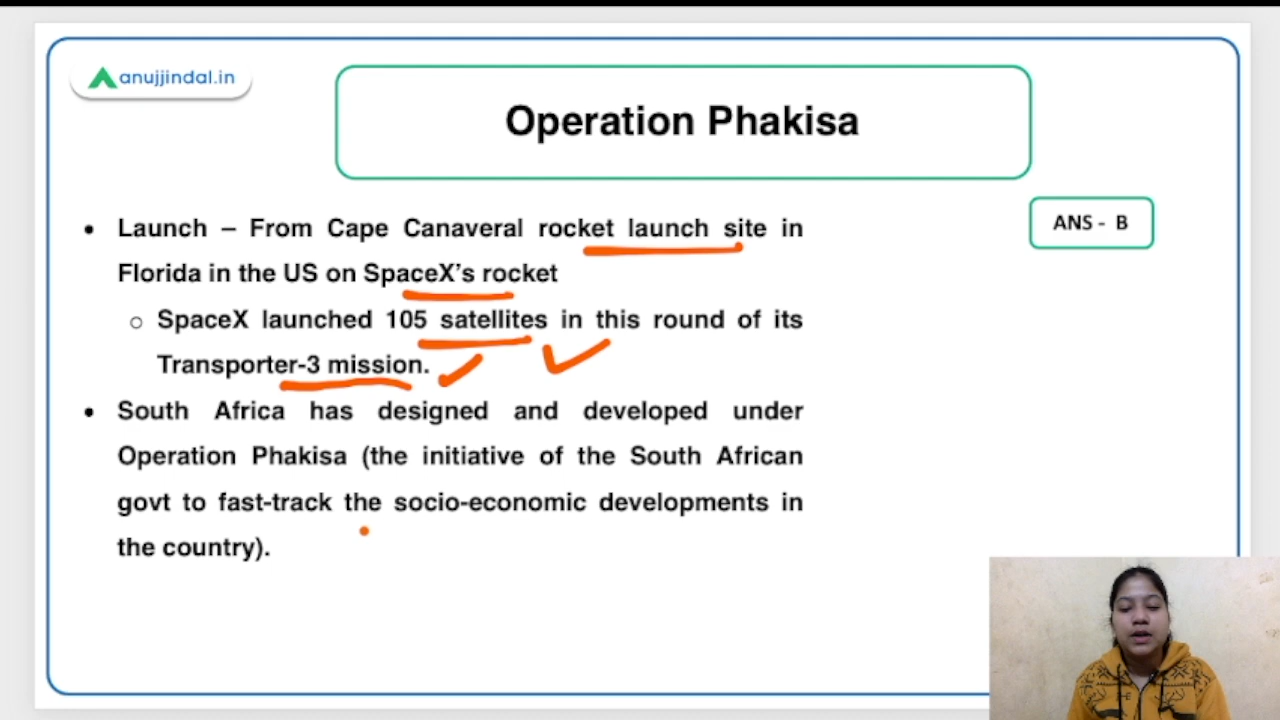 anujjindal.in
Operation Phakisa
ANS - B
• Launch – From Cape Canaveral rocket launch site in
Florida in the US on SpaceX's rocket
○ SpaceX launched 105 satellites in this round of its
Transporter-3 mission.
• South Africa has designed and developed under
Operation Phakisa (the initiative of the South African
govt to fast-track the socio-economic developments in
the country).